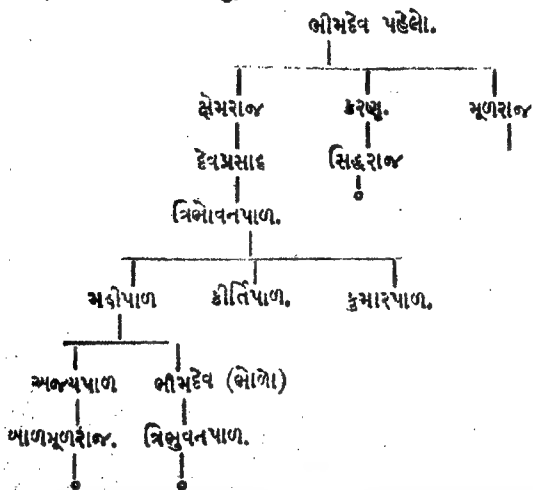 ભીમદેવ પહેલો.
ક્ષેમરાજ કરણ. મૂળરાજ
દેવપ્રસાદ સિદ્ધરાજ
ત્રિભોવનપાળ.
મહીપાળ કીર્તિપાળ. કુમારપાળ.
અજયપાળ ભીમદેવ (ભોળો)
બાળમૂળરાજ. ત્રિભુવનપાળ.